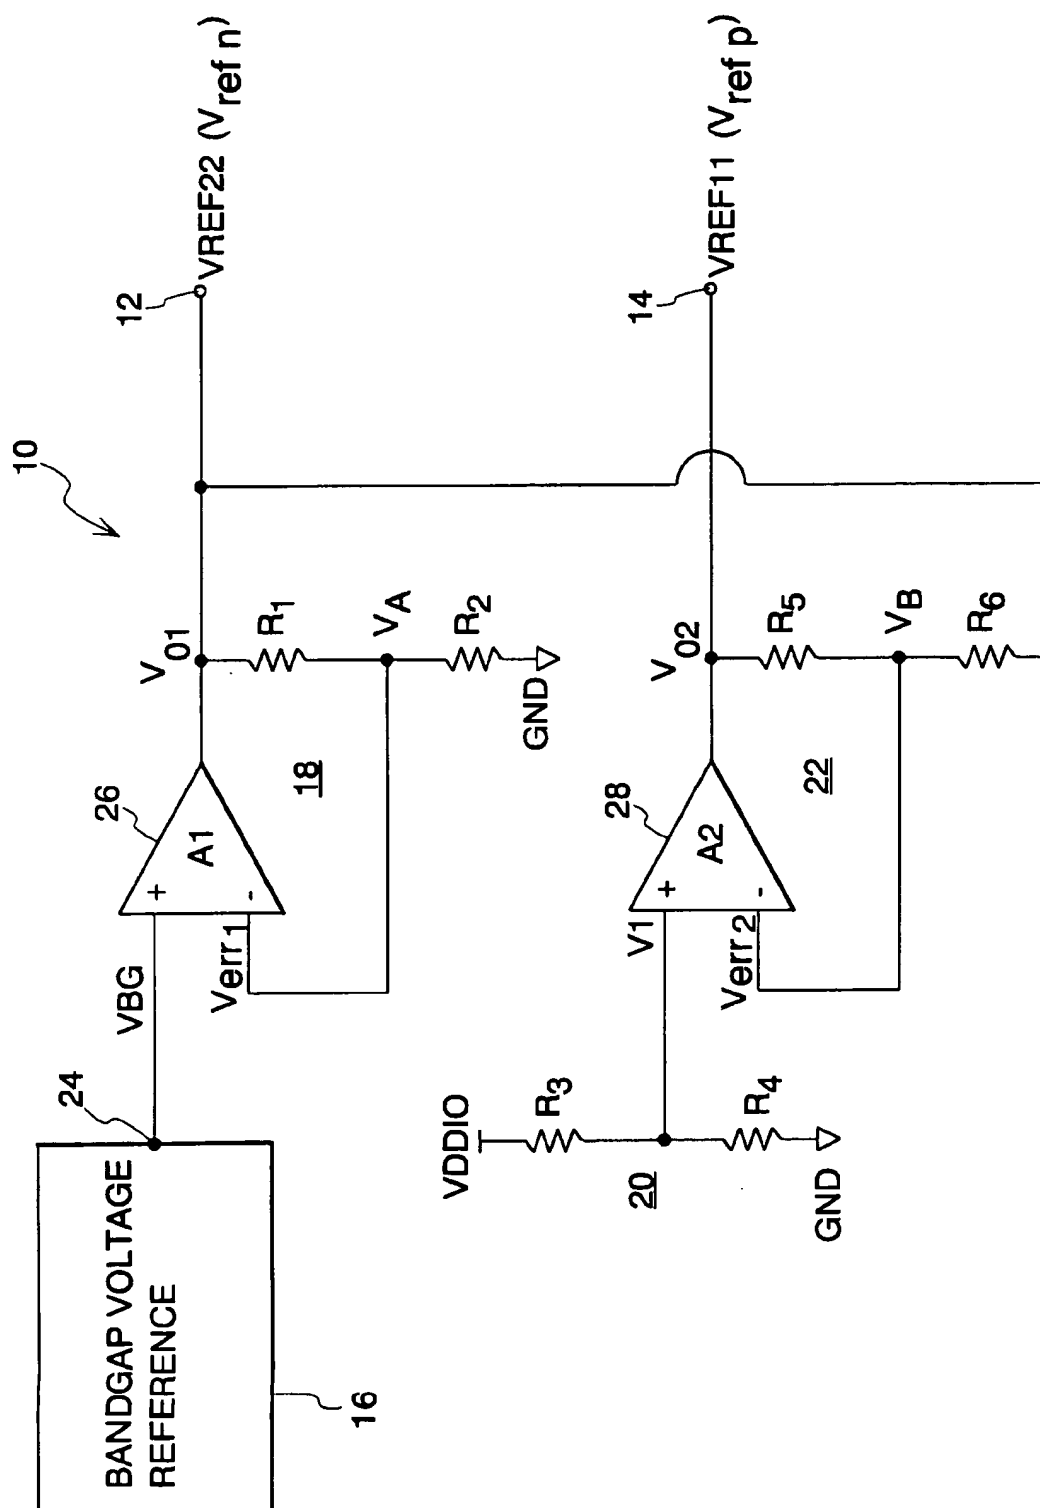 10
BANDGAP VOLTAGE
REFERENCE
16
24
VBG
Verr1
+
-
A1
26
18
V01
R1
VA
R2
GND
12
VREF22 (Vref n)
VDDIO
R3
20
R4
GND
V1
Verr2
+
-
A2
28
22
V02
R5
VB
R6
14
VREF11 (Vref p)